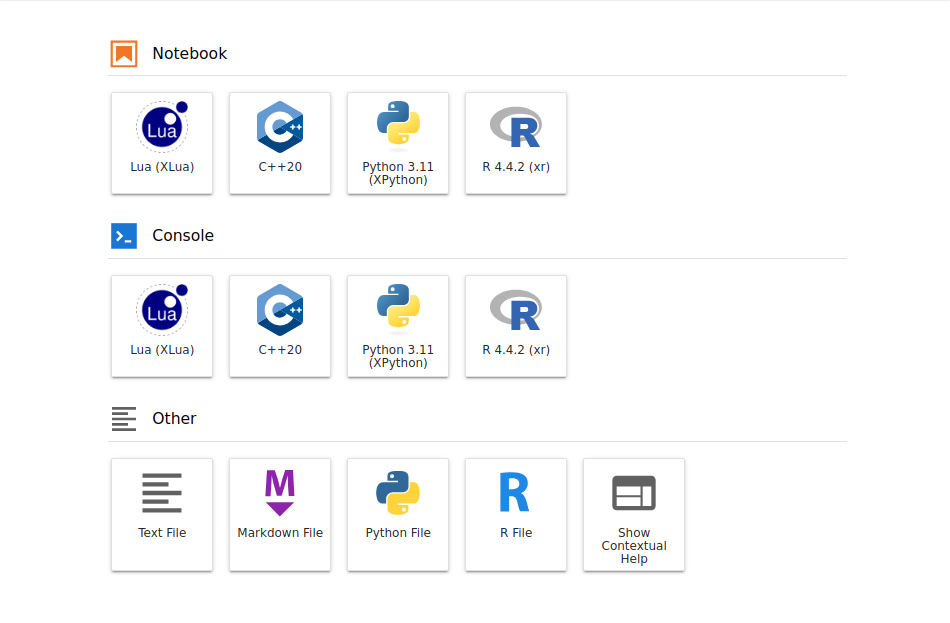 Notebook
Lua
Lua (XLua)
C++
C++20
Python 3.11
(XPython)
R
R 4.4.2 (xr)
Console
Lua
Lua (XLua)
C++
C++20
Python 3.11
(XPython)
R
R 4.4.2 (xr)
Other
Text File
M
Markdown File
Python File
R
R File
Show
Contextual
Help